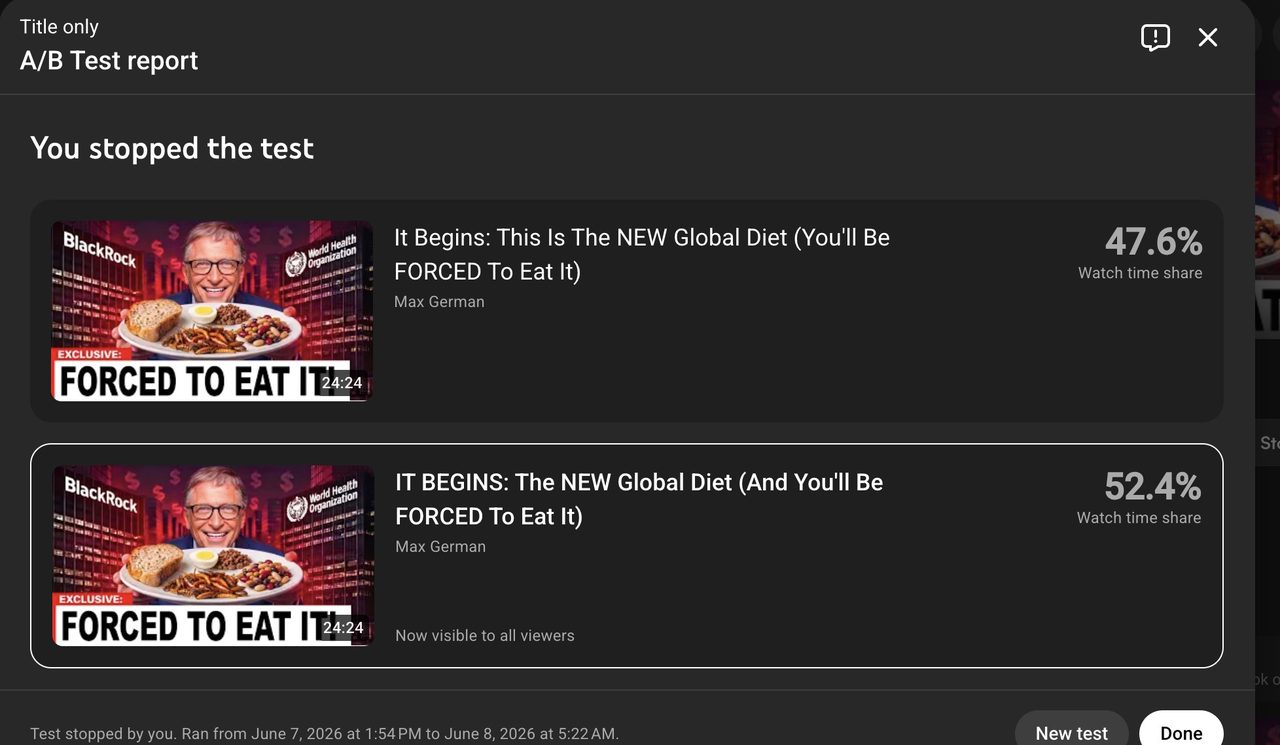 Title only
A/B Test report
You stopped the test
BlackRock
World Health
Organization
EXCLUSIVE:
FORCED TO EAT IT!
24:24
It Begins: This Is The NEW Global Diet (You'll Be
FORCED To Eat It)
Max German
47.6%
Watch time share
BlackRock
World Health
Organization
EXCLUSIVE:
FORCED TO EAT IT!
24:24
IT BEGINS: The NEW Global Diet (And You'll Be
FORCED To Eat It)
Max German
Now visible to all viewers
52.4%
Watch time share
Test stopped by you. Ran from June 7, 2026 at 1:54 PM to June 8, 2026 at 5:22 AM.
New test
Done